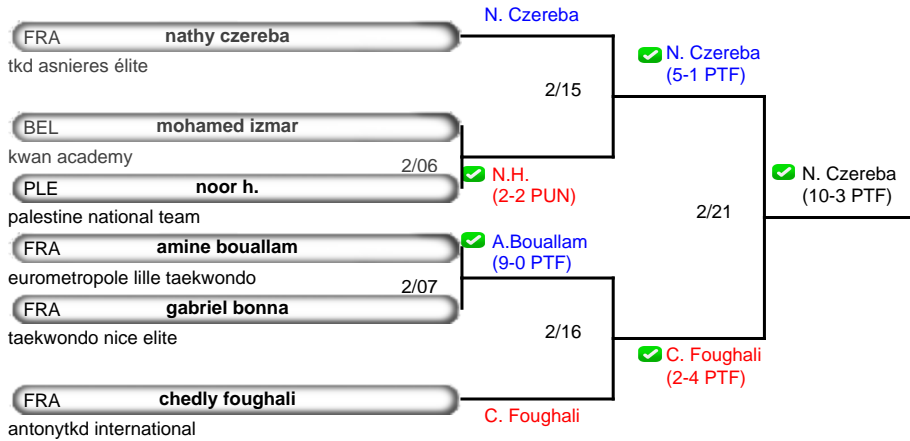 N. Czereba
FRA nathy czereba
tkd asnieres élite
N. Czereba
(5-1 PTF)
2/15
BEL mohamed izmar
kwan academy
2/06
N.H.
(2-2 PUN)
PLE noor h.
palestine national team
N. Czereba
(10-3 PTF)
2/21
FRA amine bouallam
A.Bouallam
(9-0 PTF)
eurometropole lille taekwondo
2/07
FRA gabriel bonna
taekwondo nice elite
2/16
C. Foughali
(2-4 PTF)
FRA chedly foughali
C. Foughali
antonytkd international